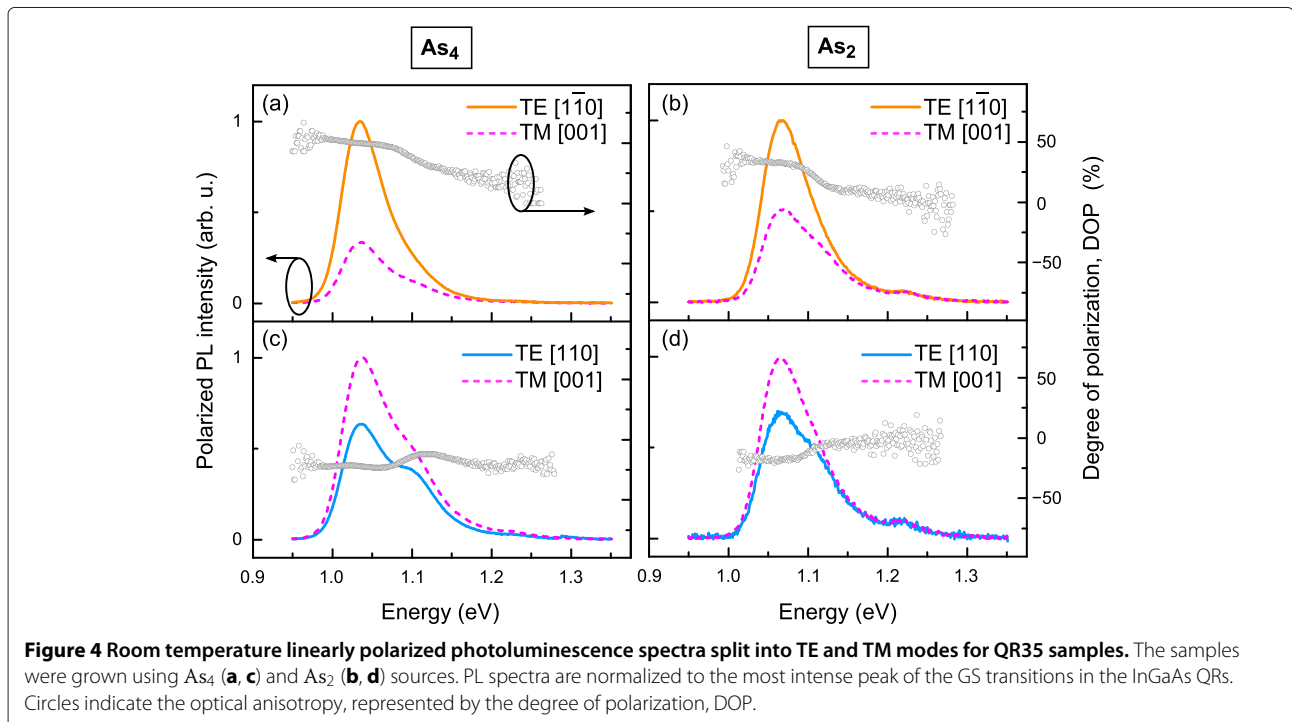 As4
As2
(a)
TE [11̅0]
TM [001]
(b)
TE [11̅0]
TM [001]
1
0
50
0
−50
(c)
TE [110]
TM [001]
(d)
TE [110]
TM [001]
1
0
50
0
−50
Polarized PL intensity (arb. u.)
Degree of polarization, DOP (%)
0.9 1.0 1.1 1.2 1.3
0.9 1.0 1.1 1.2 1.3
Energy (eV)
Energy (eV)
Figure 4 Room temperature linearly polarized photoluminescence spectra split into TE and TM modes for QR35 samples. The samples
were grown using As4 (a, c) and As2 (b, d) sources. PL spectra are normalized to the most intense peak of the GS transitions in the InGaAs QRs.
Circles indicate the optical anisotropy, represented by the degree of polarization, DOP.